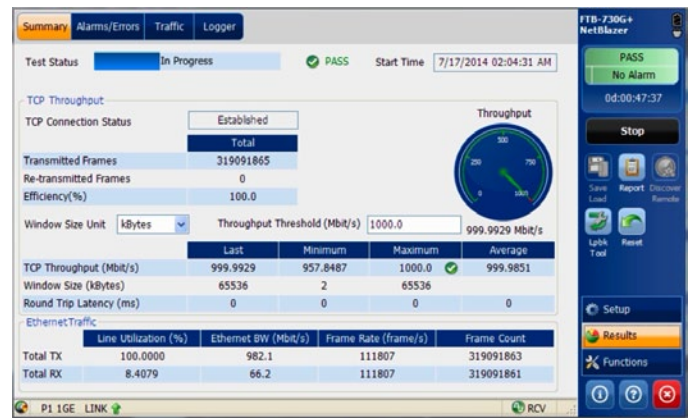 Summary Alarms/Errors Traffic Logger
FTB-730G+
NetBlazer
Test Status In Progress PASS Start Time 7/17/2014 02:04:31 AM
PASS
No Alarm
0d:00:47:37
Stop
TCP Throughput
TCP Connection Status Established
Throughput
Total
Transmitted Frames 319091865
Re-transmitted Frames 0
Efficiency(%) 100.0
250 500 750
0 1000
999.9929 Mbit/s
Save Load
Report
Discover Remote
Lpbk Tool
Reset
Window Size Unit kBytes Throughput Threshold (Mbit/s) 1000.0
Last Minimum Maximum Average
TCP Throughput (Mbit/s) 999.9929 957.8487 1000.0 999.9851
Window Size (kBytes) 65536 2 65536
Round Trip Latency (ms) 0 0 0 0
EthernetTraffic
Line Utilization (%) Ethernet BW (Mbit/s) Frame Rate (frame/s) Frame Count
Total TX 100.0000 982.1 111807 319091863
Total RX 8.4079 66.2 111807 319091861
Setup
Results
Functions
P1 1GE LINK RCV